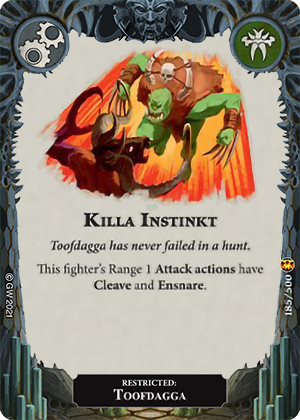 KILLA INSTINKT
Toofdagga has never failed in a hunt.
This fighter's Range 1 Attack actions have
Cleave and Ensnare.
© GW 2021
185/500
RESTRICTED:
TOOFDAGGA